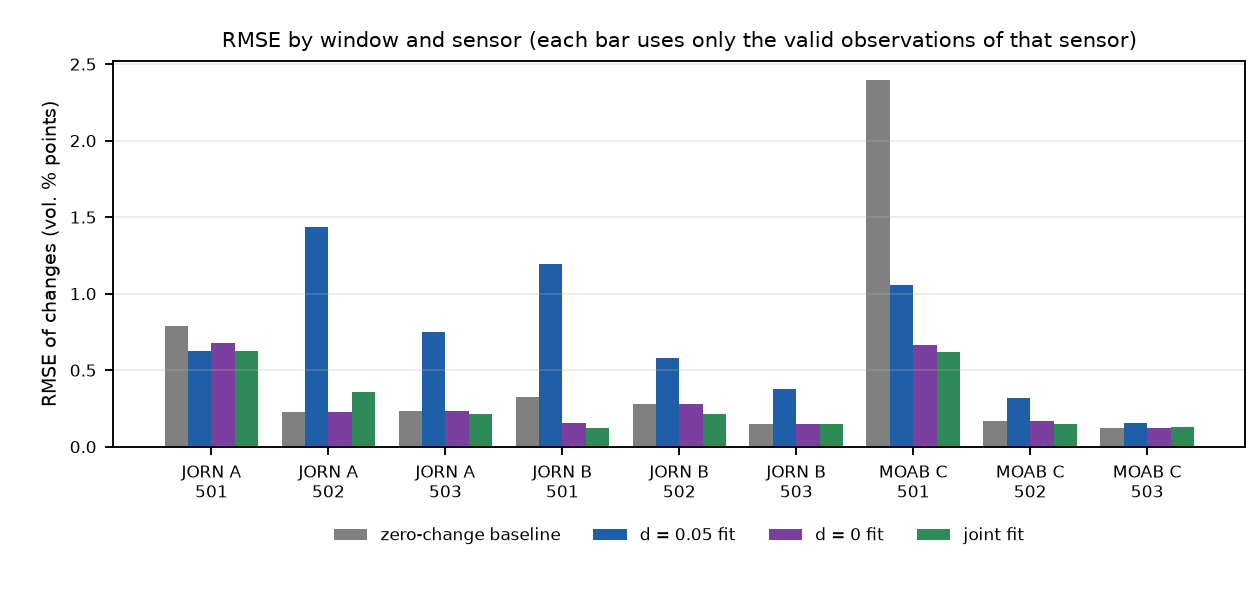 RMSE by window and sensor (each bar uses only the valid observations of that sensor)
RMSE of changes (vol. % points)
2.5
2.0
1.5
1.0
0.5
0.0
JORN A 501
JORN A 502
JORN A 503
JORN B 501
JORN B 502
JORN B 503
MOAB C 501
MOAB C 502
MOAB C 503
zero-change baseline
d = 0.05 fit
d = 0 fit
joint fit